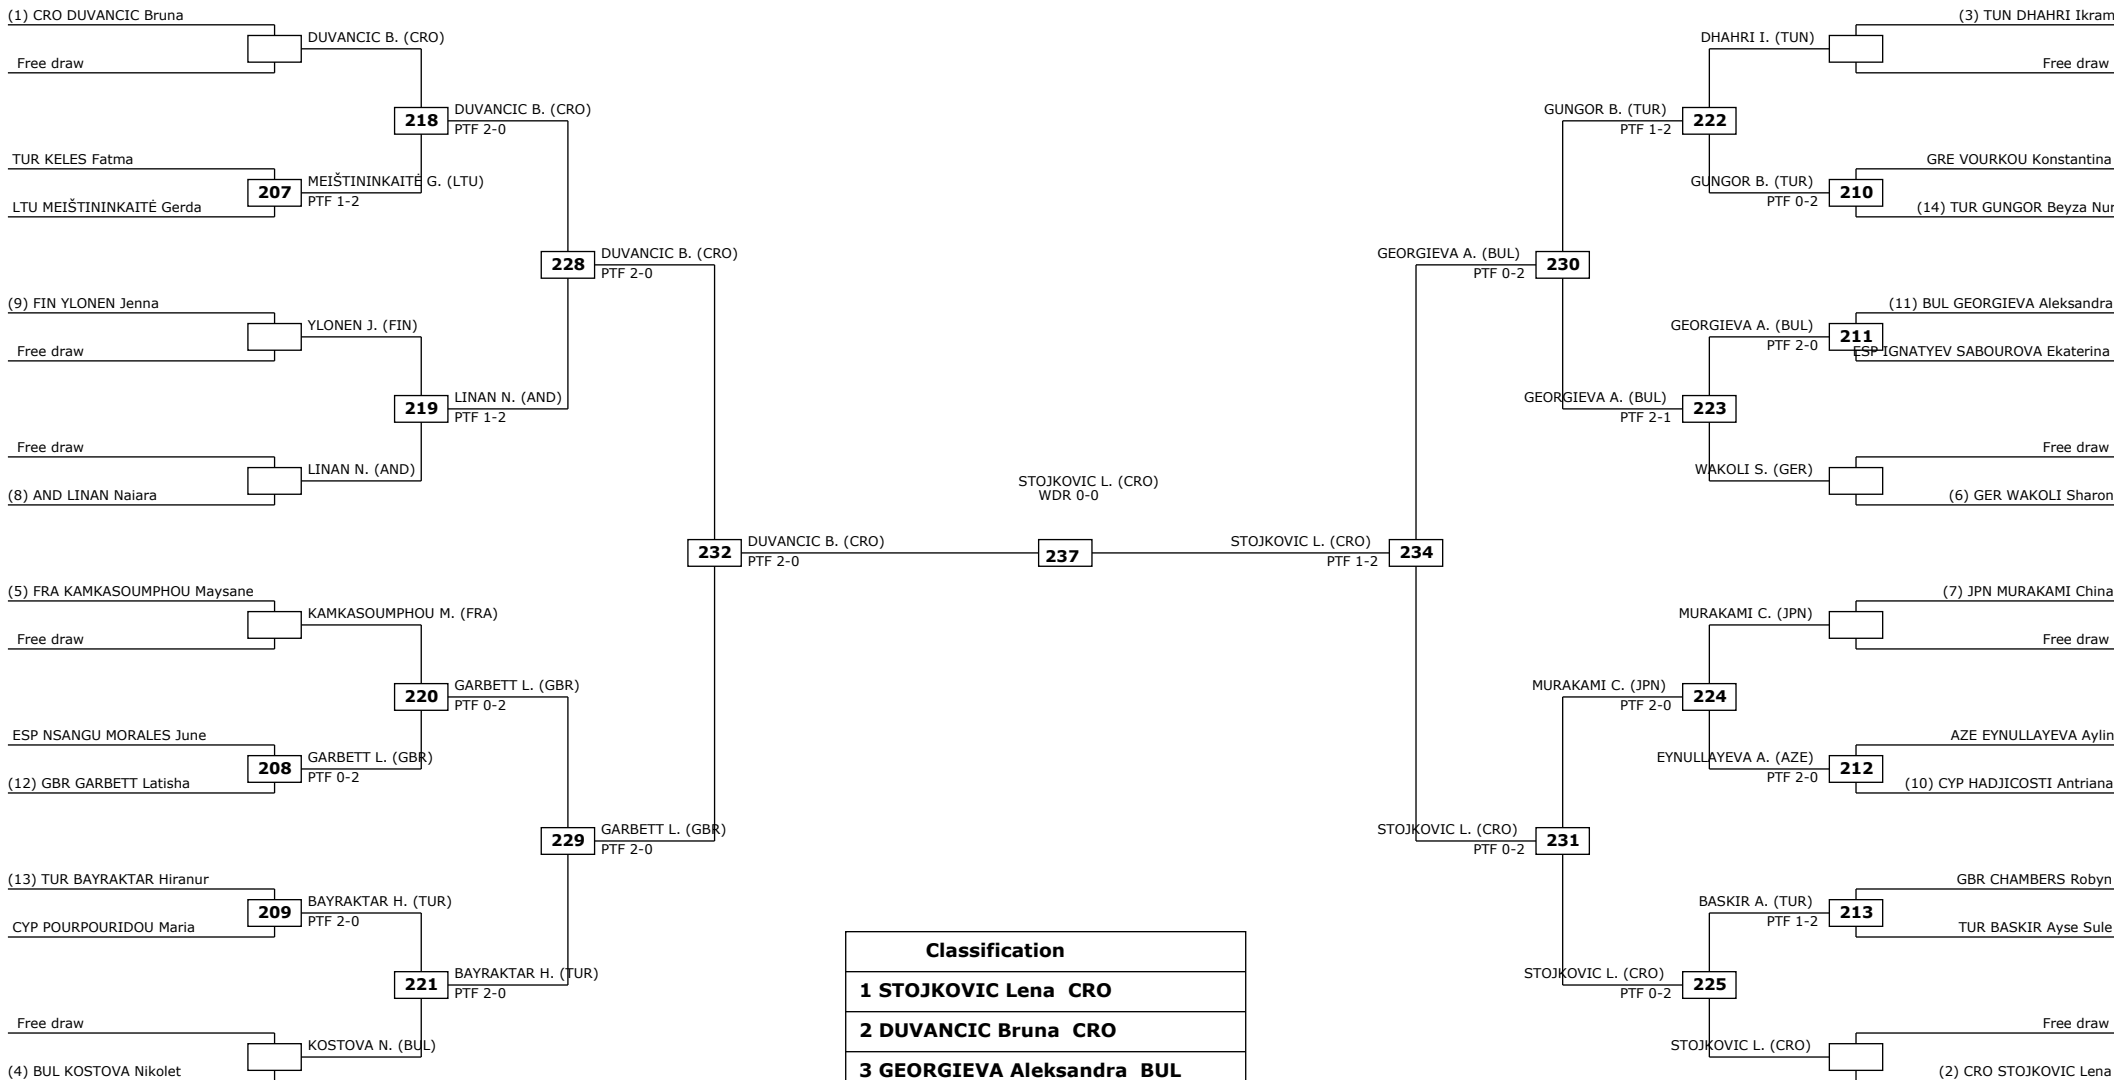 (1) CRO DUVANCIC Bruna
DUVANCIC B. (CRO)
Free draw
218
DUVANCIC B. (CRO)
PTF 2-0
TUR KELES Fatma
207
MEIŠTININKAITĖ G. (LTU)
PTF 1-2
LTU MEIŠTININKAITĖ Gerda
228
DUVANCIC B. (CRO)
PTF 2-0
(9) FIN YLONEN Jenna
YLONEN J. (FIN)
Free draw
219
LINAN N. (AND)
PTF 1-2
Free draw
LINAN N. (AND)
(8) AND LINAN Naiara
232
DUVANCIC B. (CRO)
PTF 2-0
(5) FRA KAMKASOUMPHOU Maysane
KAMKASOUMPHOU M. (FRA)
Free draw
220
GARBETT L. (GBR)
PTF 0-2
ESP NSANGU MORALES June
208
GARBETT L. (GBR)
PTF 0-2
(12) GBR GARBETT Latisha
229
GARBETT L. (GBR)
PTF 2-0
(13) TUR BAYRAKTAR Hiranur
209
BAYRAKTAR H. (TUR)
PTF 2-0
CYP POURPOURIDOU Maria
221
BAYRAKTAR H. (TUR)
PTF 2-0
Free draw
KOSTOVA N. (BUL)
(4) BUL KOSTOVA Nikolet
STOJKOVIC L. (CRO)
WDR 0-0
237
Classification
1 STOJKOVIC Lena CRO
2 DUVANCIC Bruna CRO
3 GEORGIEVA Aleksandra BUL
(3) TUN DHAHRI Ikram
DHAHRI I. (TUN)
Free draw
GUNGOR B. (TUR)
PTF 1-2
222
GRE VOURKOU Konstantina
GUNGOR B. (TUR)
PTF 0-2
210
(14) TUR GUNGOR Beyza Nur
GEORGIEVA A. (BUL)
PTF 0-2
230
(11) BUL GEORGIEVA Aleksandra
GEORGIEVA A. (BUL)
PTF 2-0
211
ESP IGNATYEV SABOUROVA Ekaterina
GEORGIEVA A. (BUL)
PTF 2-1
223
Free draw
WAKOLI S. (GER)
(6) GER WAKOLI Sharon
STOJKOVIC L. (CRO)
PTF 1-2
234
(7) JPN MURAKAMI China
MURAKAMI C. (JPN)
Free draw
MURAKAMI C. (JPN)
PTF 2-0
224
AZE EYNULLAYEVA Aylin
EYNULLAYEVA A. (AZE)
PTF 2-0
212
(10) CYP HADJICOSTI Antriana
STOJKOVIC L. (CRO)
PTF 0-2
231
GBR CHAMBERS Robyn
BASKIR A. (TUR)
PTF 1-2
213
TUR BASKIR Ayse Sule
STOJKOVIC L. (CRO)
PTF 0-2
225
Free draw
STOJKOVIC L. (CRO)
(2) CRO STOJKOVIC Lena